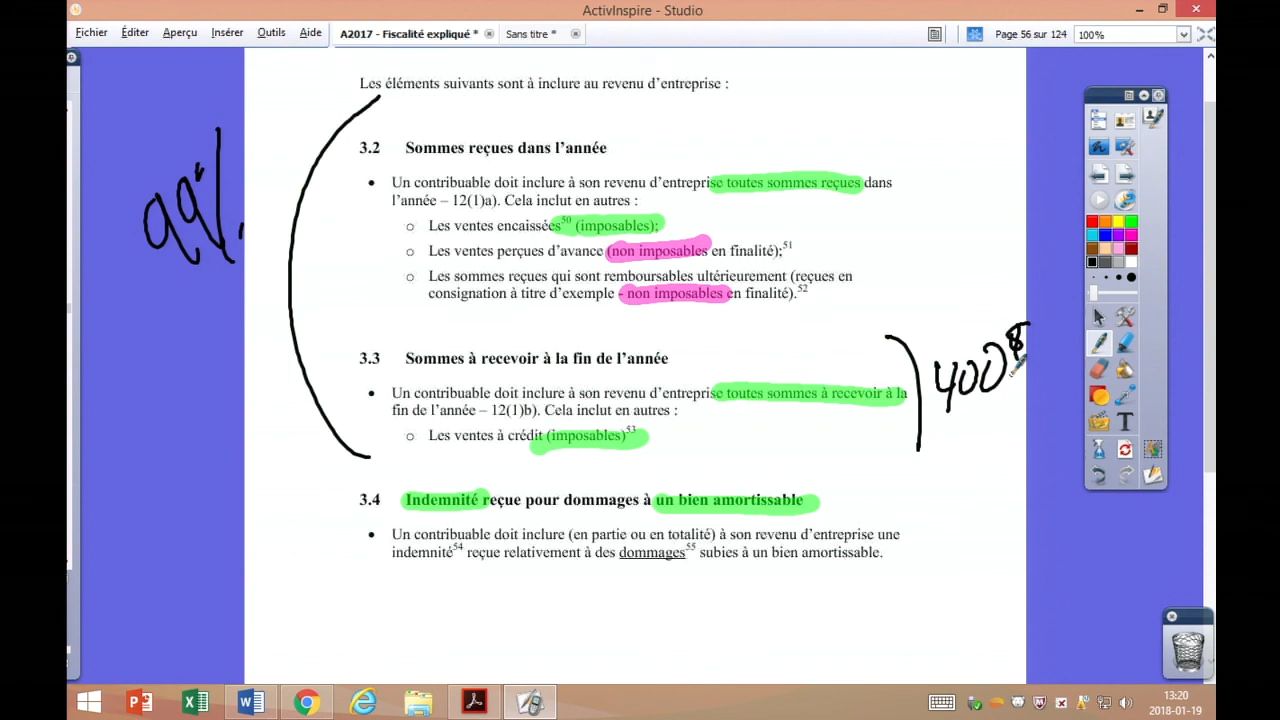 ActivInspire - Studio
Fichier Éditer Aperçu Insérer Outils Aide
A2017 - Fiscalité expliqué * Sans titre *
Page 56 sur 124 100%
Les éléments suivants sont à inclure au revenu d’entreprise :
3.2 Sommes reçues dans l’année
• Un contribuable doit inclure à son revenu d’entreprise toutes sommes reçues dans
l’année – 12(1)a). Cela inclut en autres :
o Les ventes encaissées50 (imposables);
o Les ventes perçues d’avance (non imposables en finalité);51
o Les sommes reçues qui sont remboursables ultérieurement (reçues en
consignation à titre d’exemple - non imposables en finalité).52
99%
3.3 Sommes à recevoir à la fin de l’année
• Un contribuable doit inclure à son revenu d’entreprise toutes sommes à recevoir à la
fin de l’année – 12(1)b). Cela inclut en autres :
o Les ventes à crédit (imposables)53
400
3.4 Indemnité reçue pour dommages à un bien amortissable
• Un contribuable doit inclure (en partie ou en totalité) à son revenu d’entreprise une
indemnité54 reçue relativement à des dommages55 subies à un bien amortissable.
13:20
2018-01-19